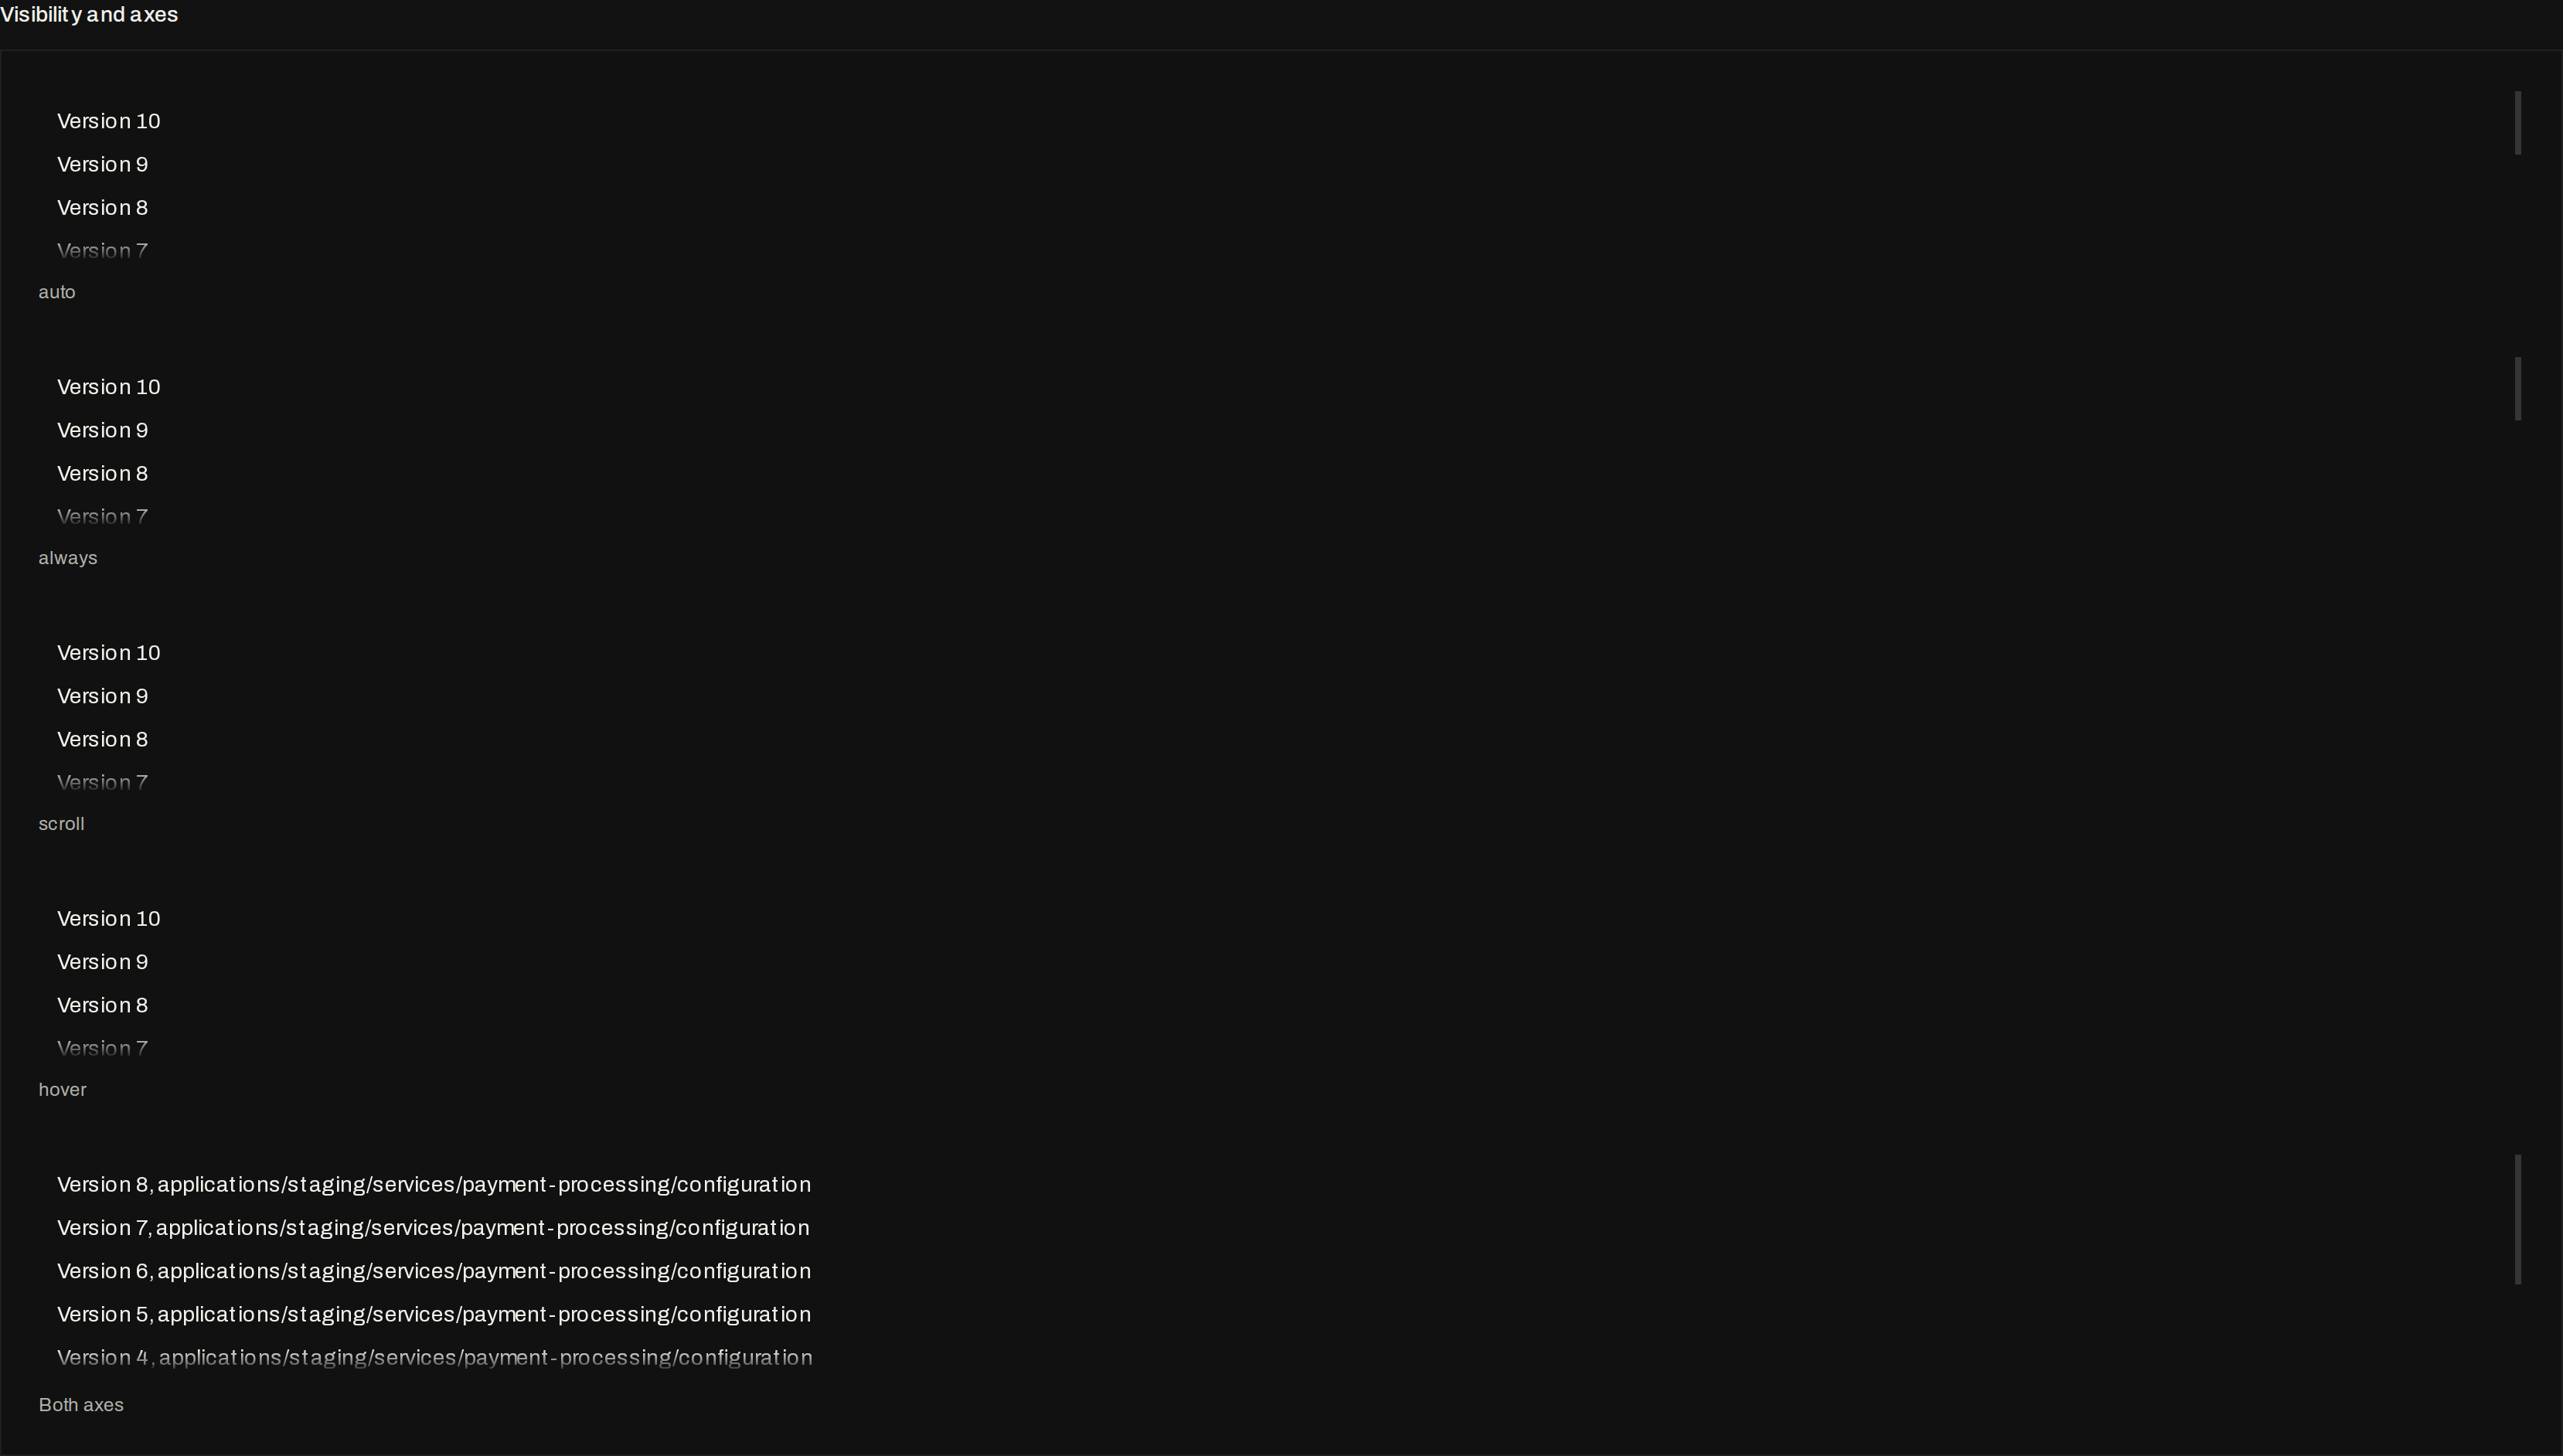 Visibility and axes
Version 10
Version 9
Version 8
Version 7
auto
Version 10
Version 9
Version 8
Version 7
always
Version 10
Version 9
Version 8
Version 7
scroll
Version 10
Version 9
Version 8
Version 7
hover
Version 8, applications/staging/services/payment-processing/configuration
Version 7, applications/staging/services/payment-processing/configuration
Version 6, applications/staging/services/payment-processing/configuration
Version 5, applications/staging/services/payment-processing/configuration
Version 4, applications/staging/services/payment-processing/configuration
Both axes